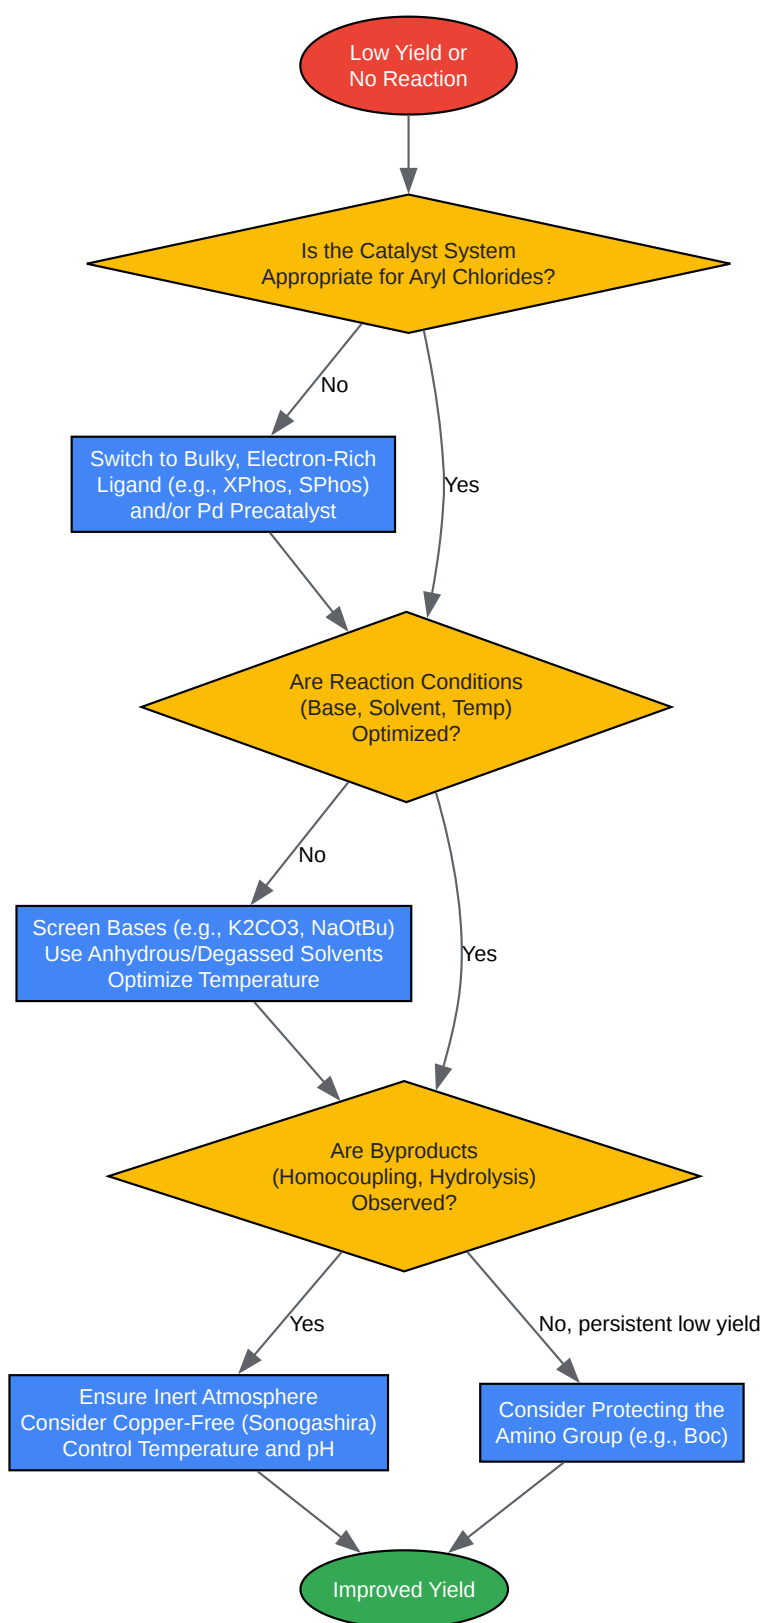 Low Yield or
No Reaction
Is the Catalyst System
Appropriate for Aryl Chlorides?
No
Switch to Bulky, Electron-Rich
Ligand (e.g., XPhos, SPhos)
and/or Pd Precatalyst
Yes
Are Reaction Conditions
(Base, Solvent, Temp)
Optimized?
No
Screen Bases (e.g., K2CO3, NaOtBu)
Use Anhydrous/Degassed Solvents
Optimize Temperature
Yes
Are Byproducts
(Homocoupling, Hydrolysis)
Observed?
Yes
No, persistent low yield
Ensure Inert Atmosphere
Consider Copper-Free (Sonogashira)
Control Temperature and pH
Consider Protecting the
Amino Group (e.g., Boc)
Improved Yield